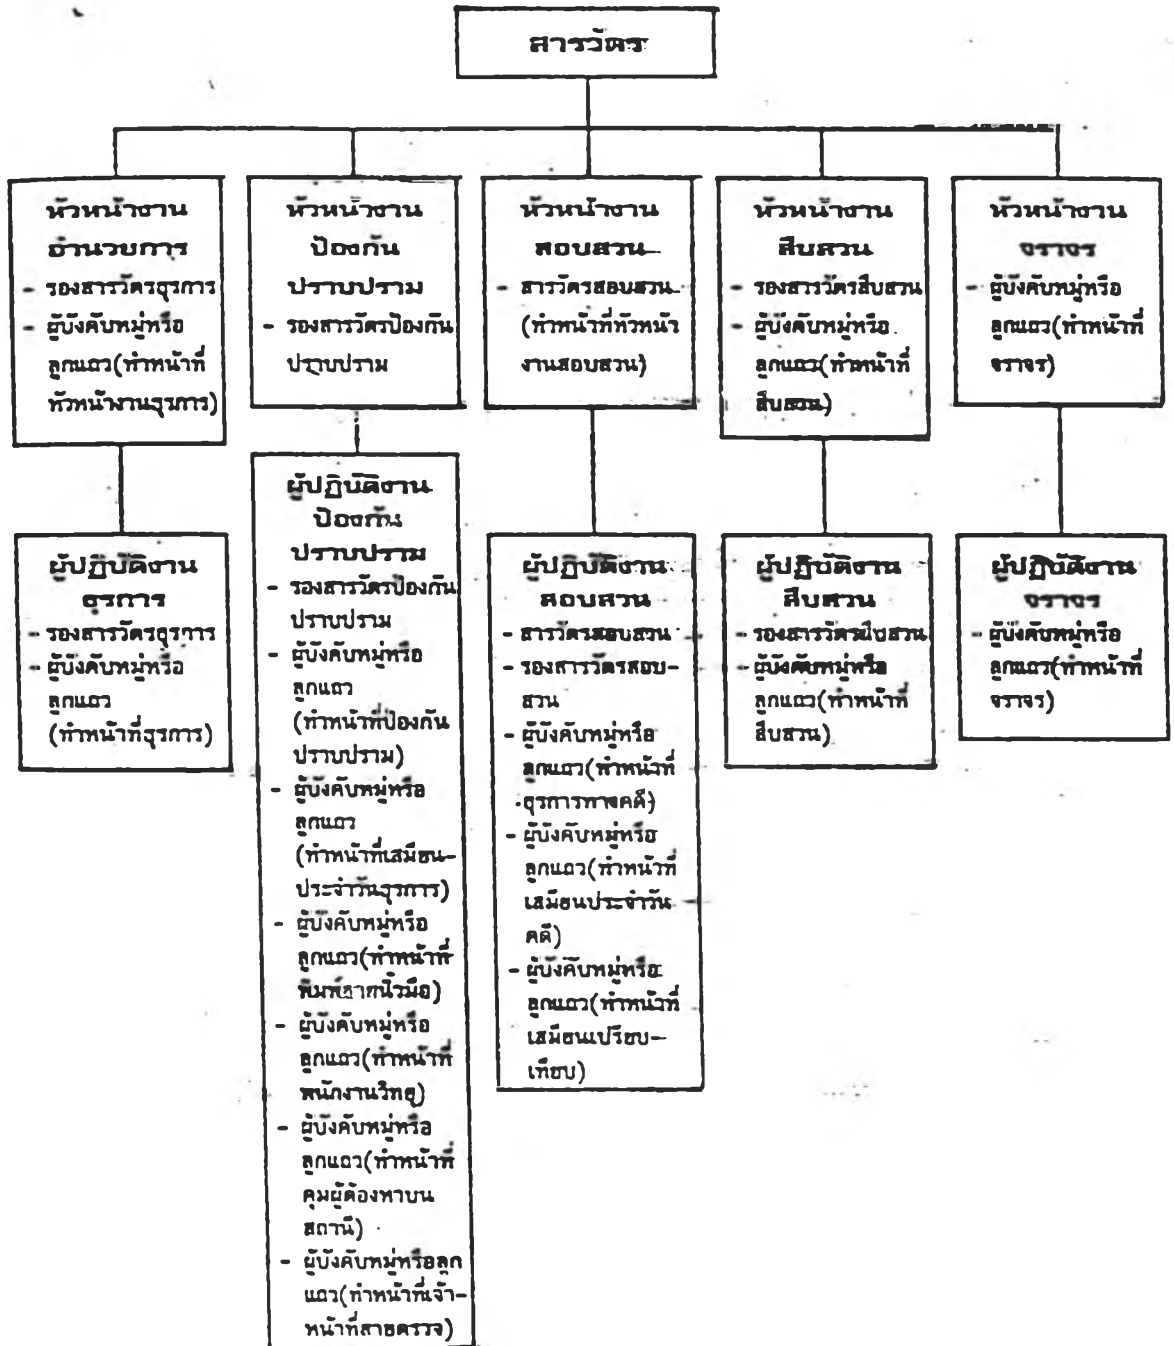 สารวัตร
หัวหน้างาน
อำนวยการ
- รองสารวัตรธุรการ
- ผู้บังคับหมู่หรือ
ลูกแถว(ทำหน้าที่
หัวหน้างานธุรการ)
หัวหน้างาน
ป้องกัน
ปราบปราม
- รองสารวัตรป้องกัน
ปราบปราม
หัวหน้างาน
สอบสวน
- สารวัตรสอบสวน
(ทำหน้าที่หัวหน้า
งานสอบสวน)
หัวหน้างาน
สืบสวน
- รองสารวัตรสืบสวน
- ผู้บังคับหมู่หรือ
ลูกแถว(ทำหน้าที่
สืบสวน)
หัวหน้างาน
จราจร
- ผู้บังคับหมู่หรือ
ลูกแถว(ทำหน้าที่
จราจร)
ผู้ปฏิบัติงาน
ธุรการ
- รองสารวัตรธุรการ
- ผู้บังคับหมู่หรือ
ลูกแถว
(ทำหน้าที่ธุรการ)
ผู้ปฏิบัติงาน
ป้องกัน
ปราบปราม
- รองสารวัตรป้องกัน
ปราบปราม
- ผู้บังคับหมู่หรือ
ลูกแถว
(ทำหน้าที่ป้องกัน
ปราบปราม)
- ผู้บังคับหมู่หรือ
ลูกแถว
(ทำหน้าที่เสมียน-
ประจำวันธุรการ)
- ผู้บังคับหมู่หรือ
ลูกแถว(ทำหน้าที่
พิมพ์ลายนิ้วมือ)
- ผู้บังคับหมู่หรือ
ลูกแถว(ทำหน้าที่
พนักงานวิทยุ)
- ผู้บังคับหมู่หรือ
ลูกแถว(ทำหน้าที่
คุมผู้ต้องหาบน
สถานี)
- ผู้บังคับหมู่หรือลูก
แถว(ทำหน้าที่เจ้า-
หน้าที่สายตรวจ)
ผู้ปฏิบัติงาน
สอบสวน
- สารวัตรสอบสวน
- รองสารวัตรสอบ-
สวน
- ผู้บังคับหมู่หรือ
ลูกแถว(ทำหน้าที่
ธุรการทางคดี)
- ผู้บังคับหมู่หรือ
ลูกแถว(ทำหน้าที่
เสมียนประจำวัน
คดี)
- ผู้บังคับหมู่หรือ
ลูกแถว(ทำหน้าที่
เสมียนเปรียบ-
เทียบ)
ผู้ปฏิบัติงาน
สืบสวน
- รองสารวัตรสืบสวน
- ผู้บังคับหมู่หรือ
ลูกแถว(ทำหน้าที่
สืบสวน)
ผู้ปฏิบัติงาน
จราจร
- ผู้บังคับหมู่หรือ
ลูกแถว(ทำหน้าที่
จราจร)